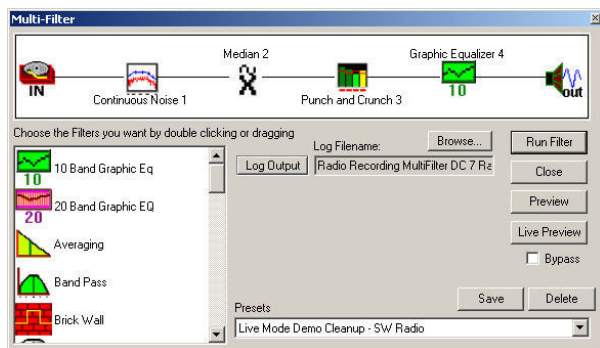 Multi-Filter
Median 2
Graphic Equalizer 4
IN
Continuous Noise 1
Punch and Crunch 3
10
out
Choose the Filters you want by double clicking or dragging
Log Filename:
Browse...
Run Filter
Log Output
Radio Recording MultiFilter DC 7 Ra
Close
Preview
Live Preview
Bypass
10
10 Band Graphic Eq
20
20 Band Graphic EQ
Averaging
Band Pass
Brick Wall
Save
Delete
Presets
Live Mode Demo Cleanup - SW Radio